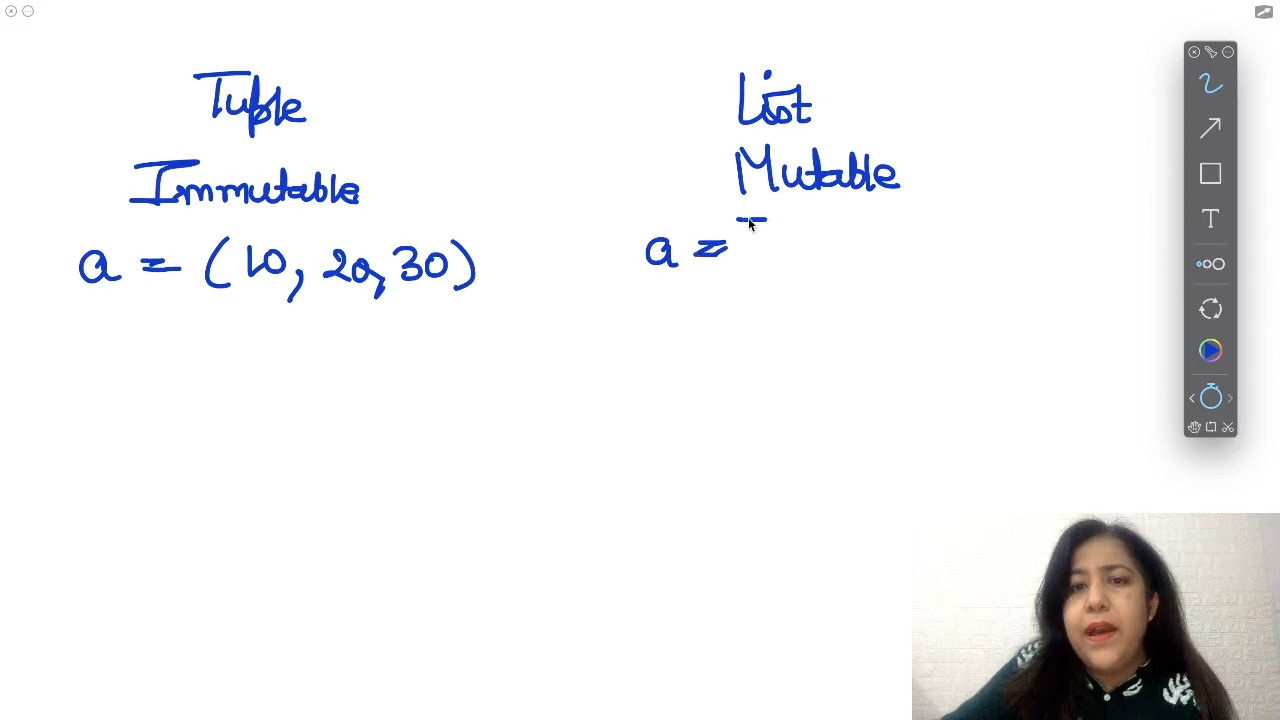 Tuple
Immutable
a = (10, 20, 30)
List
Mutable
a =
T